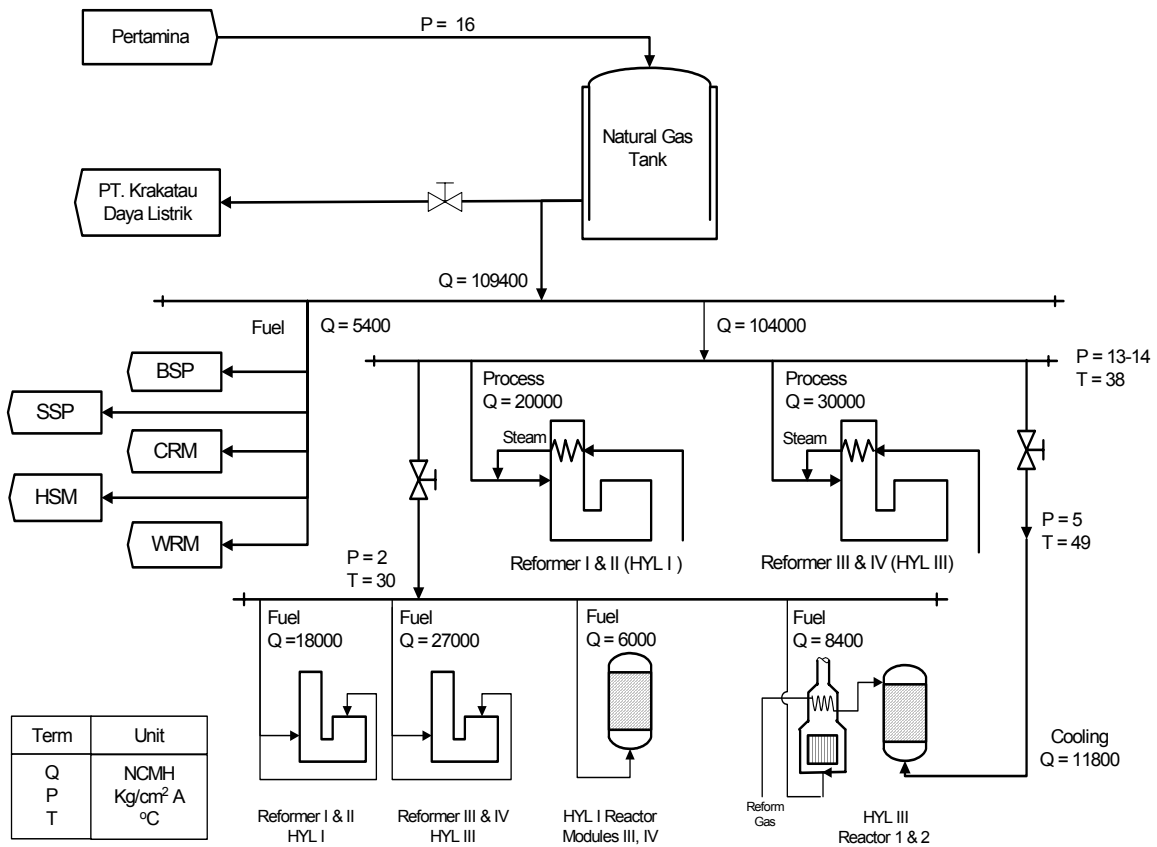 Pertamina
P = 16
Natural Gas
Tank
PT. Krakatau
Daya Listrik
Q = 109400
Fuel
Q = 5400
Q = 104000
BSP
SSP
CRM
HSM
WRM
P = 13-14
T = 38
Process
Q = 20000
Steam
Process
Q = 30000
Steam
Reformer I & II (HYL I )
Reformer III & IV (HYL III)
P = 5
T = 49
P = 2
T = 30
Fuel
Q =18000
Fuel
Q = 27000
Fuel
Q = 6000
Fuel
Q = 8400
Cooling
Q = 11800
Reform
Gas
Reformer I & II
HYL I
Reformer III & IV
HYL III
HYL I Reactor
Modules III, IV
HYL III
Reactor 1 & 2
Term Unit
Q NCMH
P Kg/cm² A
T ºC